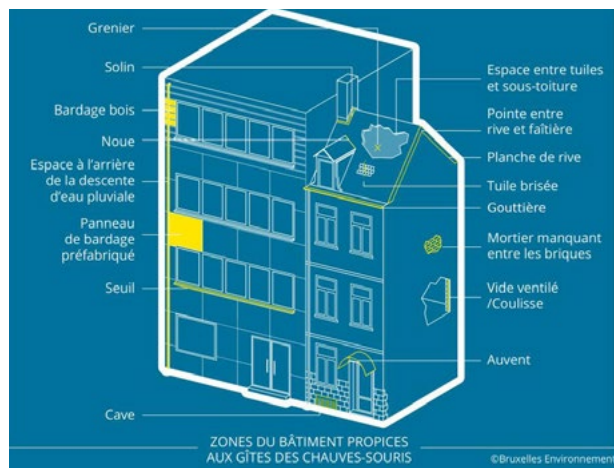 Grenier
Solin
Bardage bois
Noue
Espace à l'arrière
de la descente
d'eau pluviale
Panneau
de bardage
préfabriqué
Seuil
Cave
Espace entre tuiles
et sous-toiture
Pointe entre
rive et faîtière
Planche de rive
Tuile brisée
Gouttière
Mortier manquant
entre les briques
Vide ventilé
/Coulisse
Auvent
ZONES DU BÂTIMENT PROPICES
AUX GÎTES DES CHAUVES-SOURIS
©Bruxelles Environnement